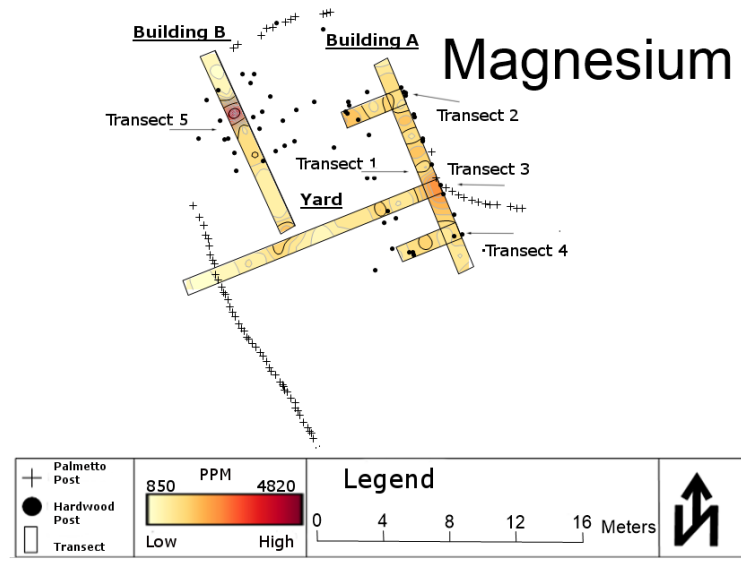 Building B
Building A
Magnesium
Transect 5
Transect 2
Transect 1
Transect 3
Yard
Transect 4
Palmetto
Post
Hardwood
Post
Transect
PPM
850
4820
Low
High
Legend
0
4
8
12
16
Meters
N